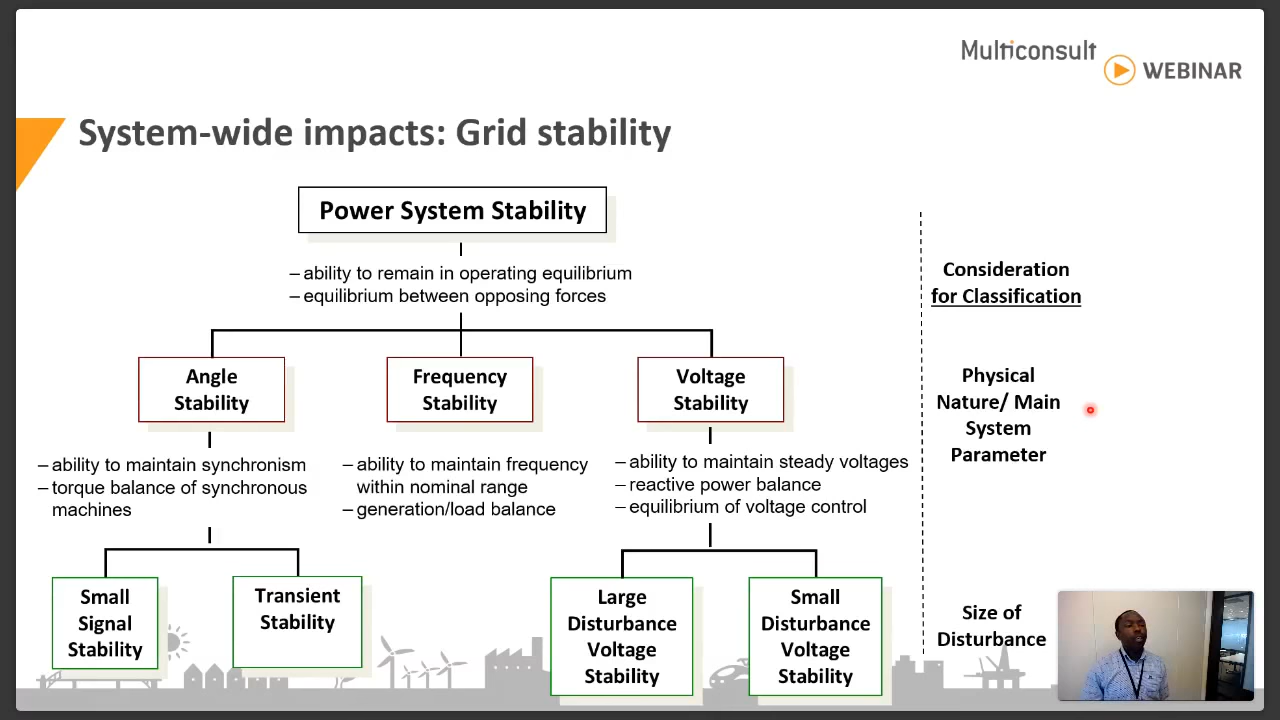 Multiconsult
WEBINAR
System-wide impacts: Grid stability
Power System Stability
– ability to remain in operating equilibrium
– equilibrium between opposing forces
Consideration
for Classification
Angle
Stability
Frequency
Stability
Voltage
Stability
Physical
Nature/ Main
System
Parameter
– ability to maintain synchronism
– torque balance of synchronous
machines
– ability to maintain frequency
within nominal range
– generation/load balance
– ability to maintain steady voltages
– reactive power balance
– equilibrium of voltage control
Small
Signal
Stability
Transient
Stability
Large
Disturbance
Voltage
Stability
Small
Disturbance
Voltage
Stability
Size of
Disturbance